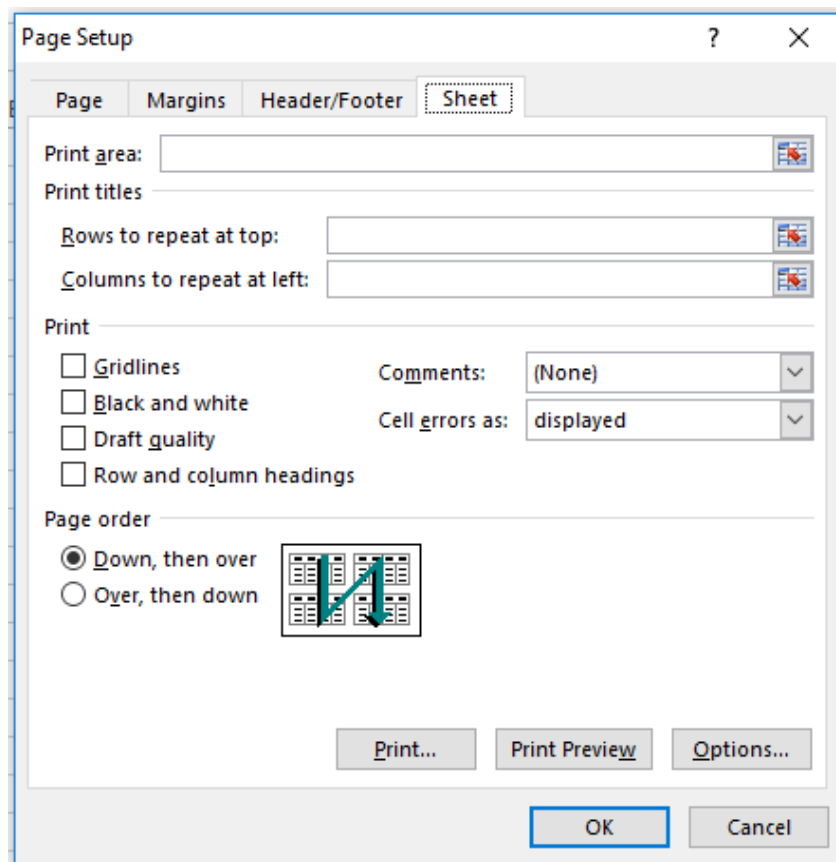 Page Setup ?
Page Margins Header/Footer Sheet
Print area:
Print titles
Rows to repeat at top:
Columns to repeat at left:
Print
Gridlines
Comments: (None)
Black and white
Cell errors as: displayed
Draft quality
Row and column headings
Page order
Down, then over
Over, then down
Print... Print Preview Options...
OK Cancel